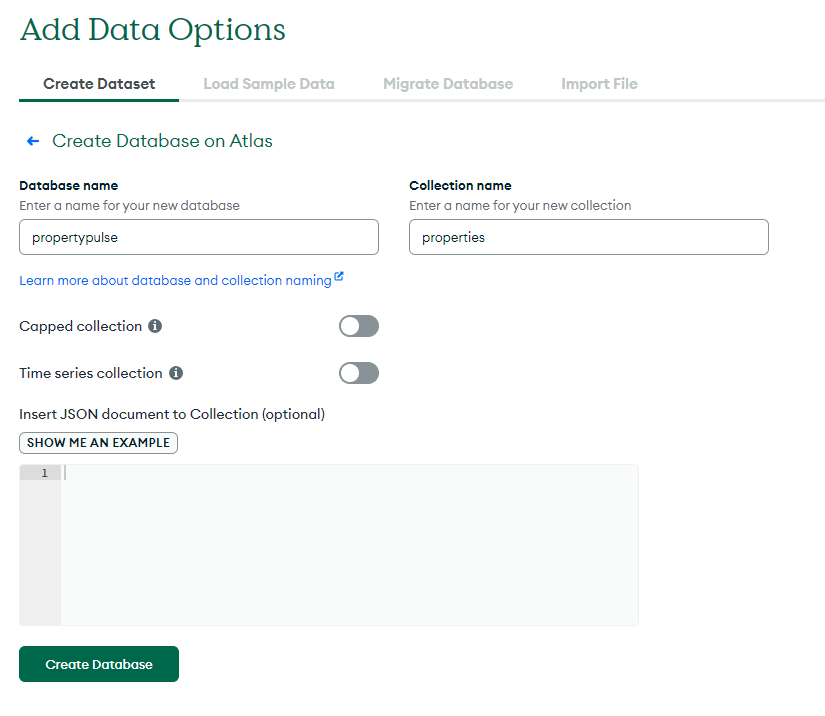 Add Data Options
Create Dataset Load Sample Data Migrate Database Import File
Create Database on Atlas
Database name Collection name
Enter a name for your new database Enter a name for your new collection
propertypulse properties
Learn more about database and collection naming
Capped collection
Time series collection
Insert JSON document to Collection (optional)
SHOW ME AN EXAMPLE
1
Create Database